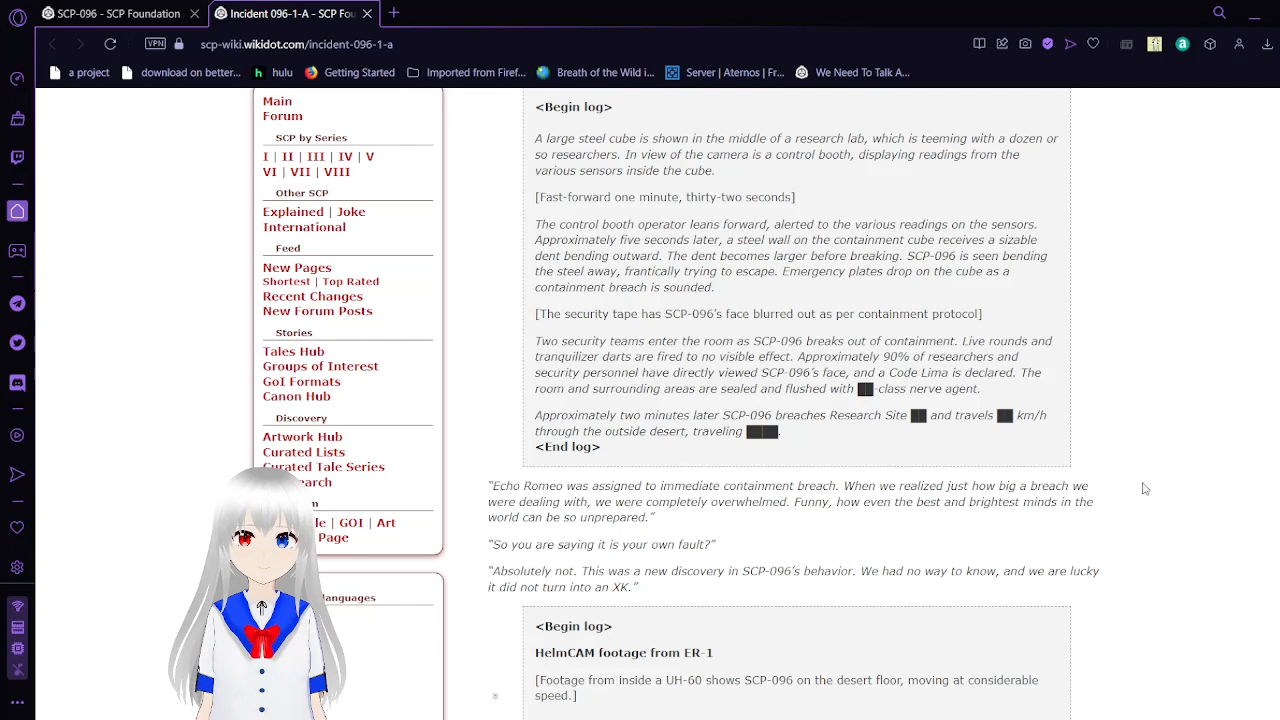 SCP-096 - SCP Foundation
Incident 096-1-A - SCP Fou
VPN
scp-wiki.wikidot.com/incident-096-1-a
a project
download on better...
hulu
Getting Started
Imported from Firef...
Breath of the Wild i...
Server | Aternos | Fr...
We Need To Talk A...
Main
Forum
SCP by Series
I | II | III | IV | V
VI | VII | VIII
Other SCP
Explained | Joke
International
Feed
New Pages
Shortest | Top Rated
Recent Changes
New Forum Posts
Stories
Tales Hub
Groups of Interest
GoI Formats
Canon Hub
Discovery
Artwork Hub
Curated Lists
Curated Tale Series
| GOI | Art
Page
languages
<Begin log>
A large steel cube is shown in the middle of a research lab, which is teeming with a dozen or
so researchers. In view of the camera is a control booth, displaying readings from the
various sensors inside the cube.
[Fast-forward one minute, thirty-two seconds]
The control booth operator leans forward, alerted to the various readings on the sensors.
Approximately five seconds later, a steel wall on the containment cube receives a sizable
dent bending outward. The dent becomes larger before breaking. SCP-096 is seen bending
the steel away, frantically trying to escape. Emergency plates drop on the cube as a
containment breach is sounded.
[The security tape has SCP-096's face blurred out as per containment protocol]
Two security teams enter the room as SCP-096 breaks out of containment. Live rounds and
tranquilizer darts are fired to no visible effect. Approximately 90% of researchers and
security personnel have directly viewed SCP-096's face, and a Code Lima is declared. The
room and surrounding areas are sealed and flushed with ██-class nerve agent.
Approximately two minutes later SCP-096 breaches Research Site ██ and travels ██ km/h
through the outside desert, traveling ████.
<End log>
"Echo Romeo was assigned to immediate containment breach. When we realized just how big a breach we
were dealing with, we were completely overwhelmed. Funny, how even the best and brightest minds in the
world can be so unprepared."
"So you are saying it is your own fault?"
"Absolutely not. This was a new discovery in SCP-096's behavior. We had no way to know, and we are lucky
it did not turn into an XK."
<Begin log>
HelmCAM footage from ER-1
[Footage from inside a UH-60 shows SCP-096 on the desert floor, moving at considerable
speed.]